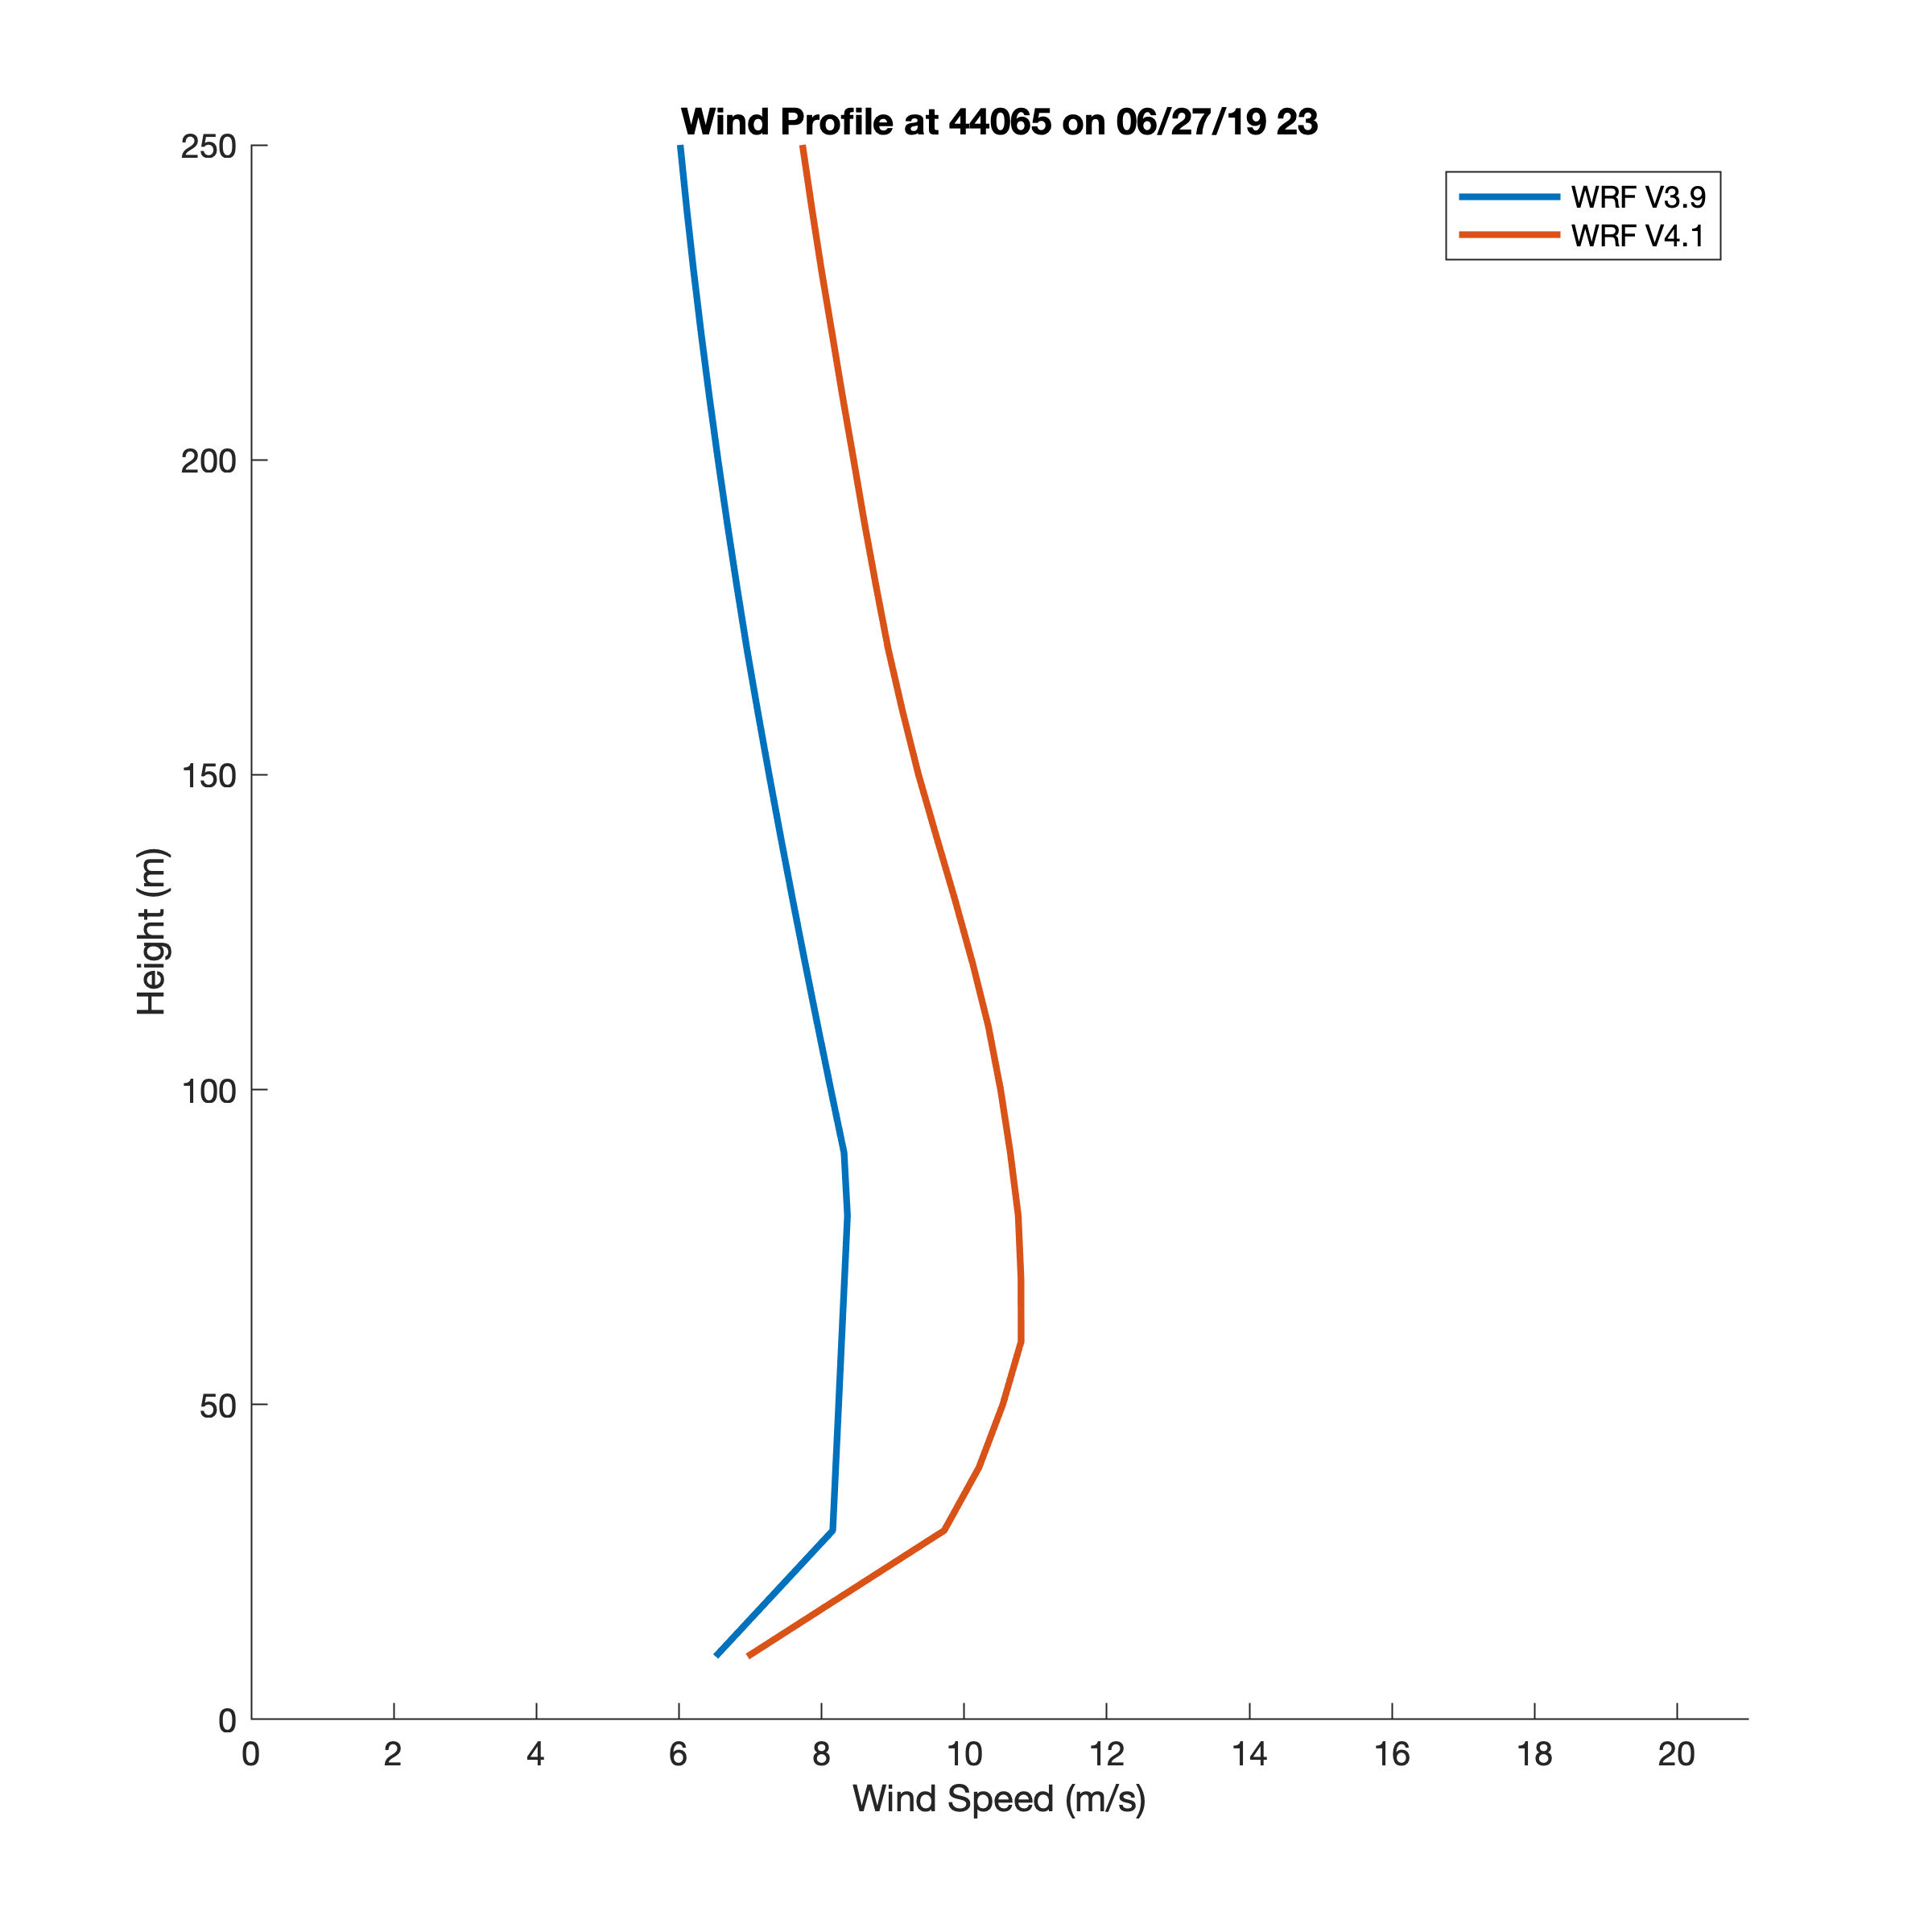 Wind Profile at 44065 on 06/27/19 23
WRF V3.9
WRF V4.1
250
200
150
100
50
0
Height (m)
0 2 4 6 8 10 12 14 16 18 20
Wind Speed (m/s)